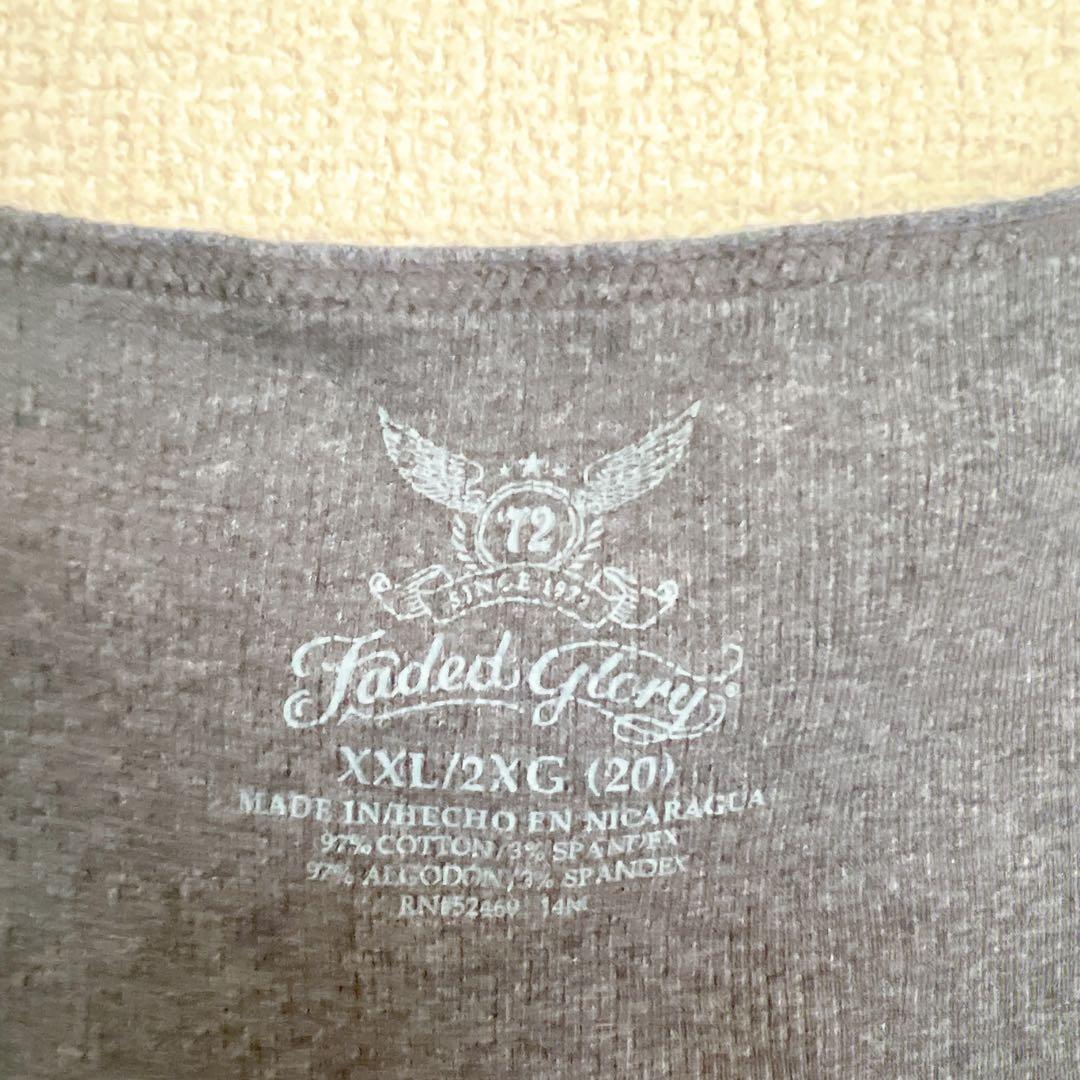 '72
SINCE 1972
Faded Glory®
XXL/2XG (20)
MADE IN/HECHO EN NICARAGUA
97% COTTON/3% SPANDEX
97% ALGODON/3% SPANDEX
RN#52469